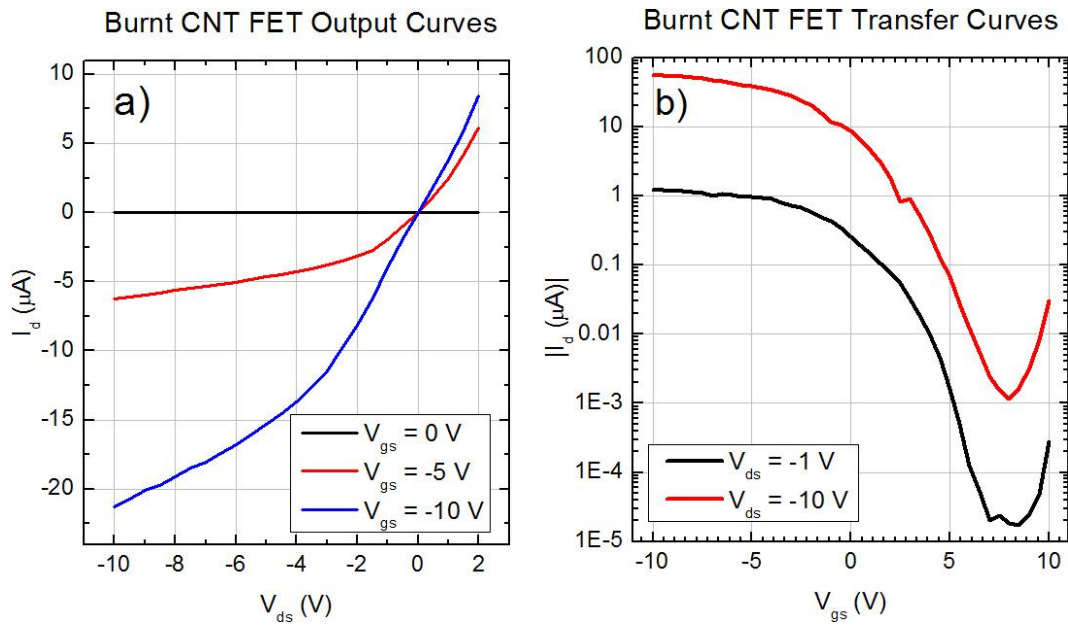 Burnt CNT FET Output Curves
a)
10
5
0
-5
-10
-15
-20
I_d (μA)
V_gs = 0 V
V_gs = -5 V
V_gs = -10 V
-10 -8 -6 -4 -2 0 2
V_ds (V)
Burnt CNT FET Transfer Curves
b)
100
10
1
0.1
0.01
1E-3
1E-4
1E-5
|I_d (μA)|
V_ds = -1 V
V_ds = -10 V
-10 -5 0 5 10
V_gs (V)